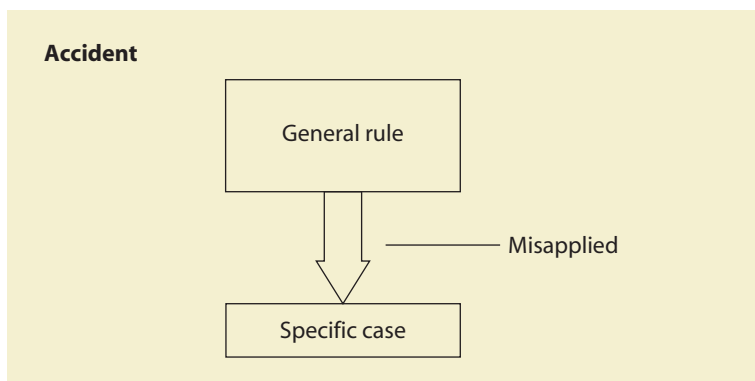 Accident
General rule
Misapplied
Specific case